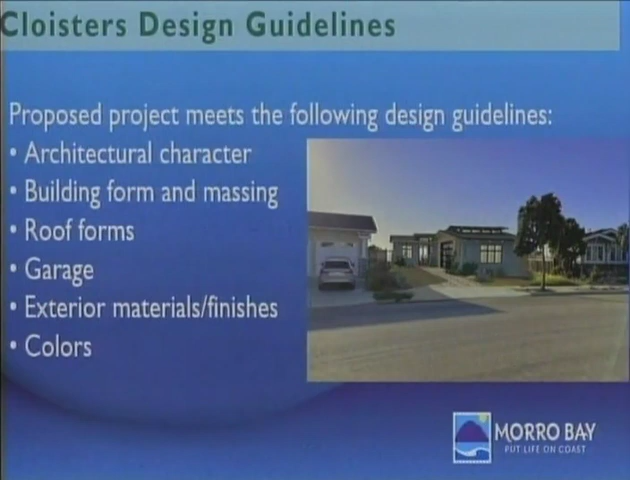 Cloisters Design Guidelines
Proposed project meets the following design guidelines:
• Architectural character
• Building form and massing
• Roof forms
• Garage
• Exterior materials/finishes
• Colors
MORRO BAY
PUT LIFE ON COAST